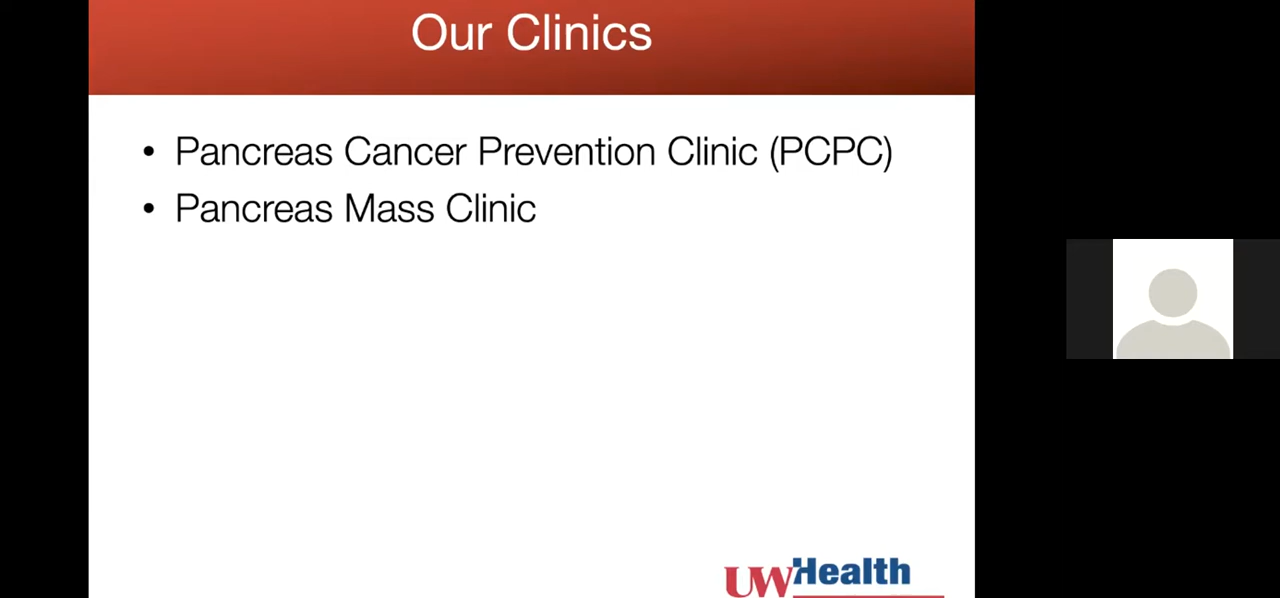 Our Clinics
• Pancreas Cancer Prevention Clinic (PCPC)
• Pancreas Mass Clinic
UWHealth